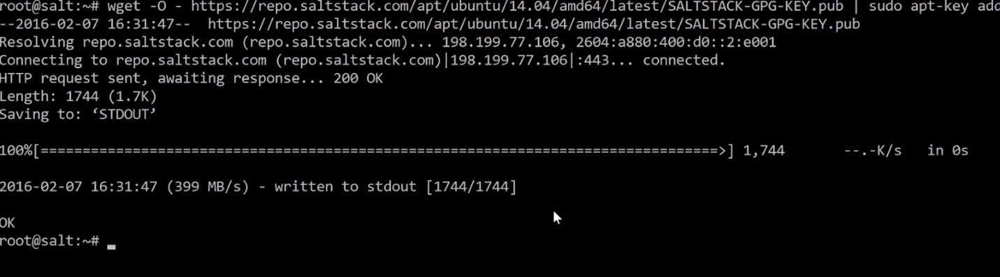 root@salt:~# wget -O - https://repo.saltstack.com/apt/ubuntu/14.04/amd64/latest/SALTSTACK-GPG-KEY.pub | sudo apt-key add
--2016-02-07 16:31:47--  https://repo.saltstack.com/apt/ubuntu/14.04/amd64/latest/SALTSTACK-GPG-KEY.pub
Resolving repo.saltstack.com (repo.saltstack.com)... 198.199.77.106, 2604:a880:400:d0::2:e001
Connecting to repo.saltstack.com (repo.saltstack.com)|198.199.77.106|:443... connected.
HTTP request sent, awaiting response... 200 OK
Length: 1744 (1.7K)
Saving to: ‘STDOUT’
100%[=================================================================================>] 1,744       --.-K/s   in 0s
2016-02-07 16:31:47 (399 MB/s) - written to stdout [1744/1744]
OK
root@salt:~#